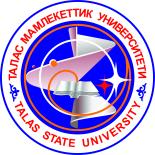 ТАЛАС МАМЛЕКЕТТИК УНИВЕРСИТЕТИ
TALAS STATE UNIVERSITY